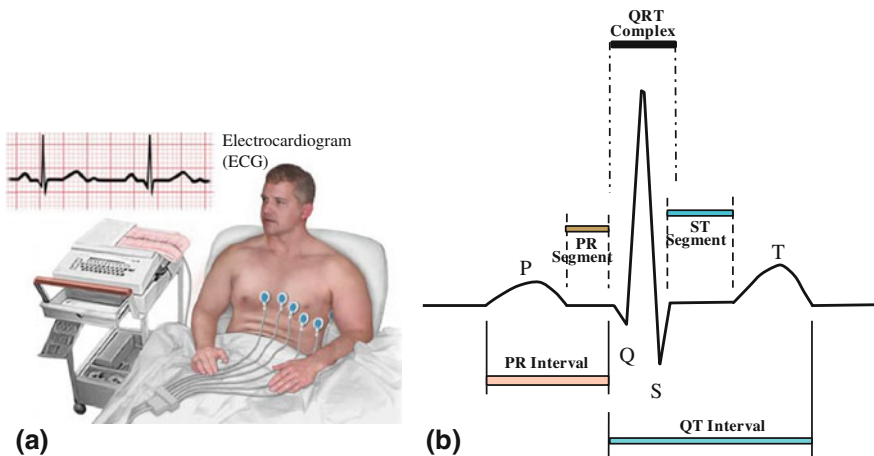 Electrocardiogram
(ECG)
(a)
QRT
Complex
PR
Segment
ST
Segment
P
T
Q
S
PR Interval
QT Interval
(b)